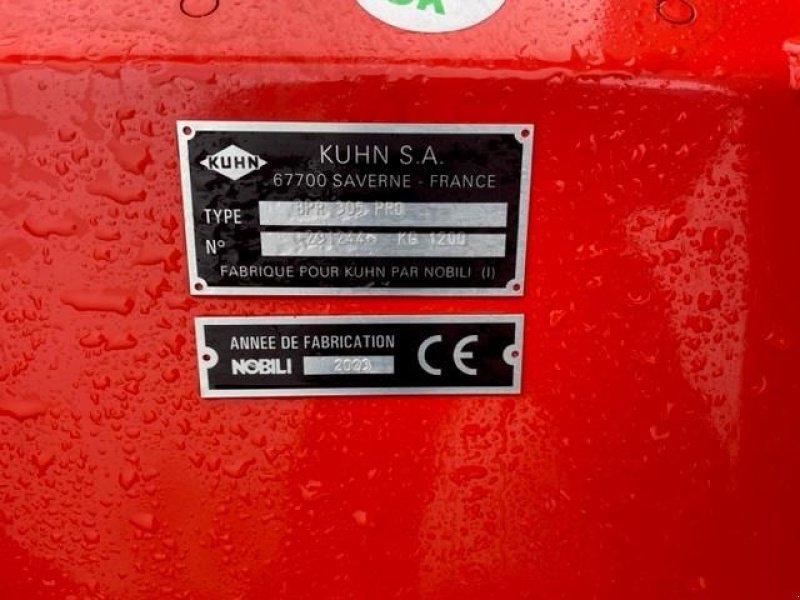 KUHN
KUHN S.A.
67700 SAVERNE - FRANCE
TYPE BPR 305 PRO
N° KG 1200
FABRIQUE POUR KUHN PAR NOBILI (I)
ANNEE DE FABRICATION
NOBILI 2003
CE